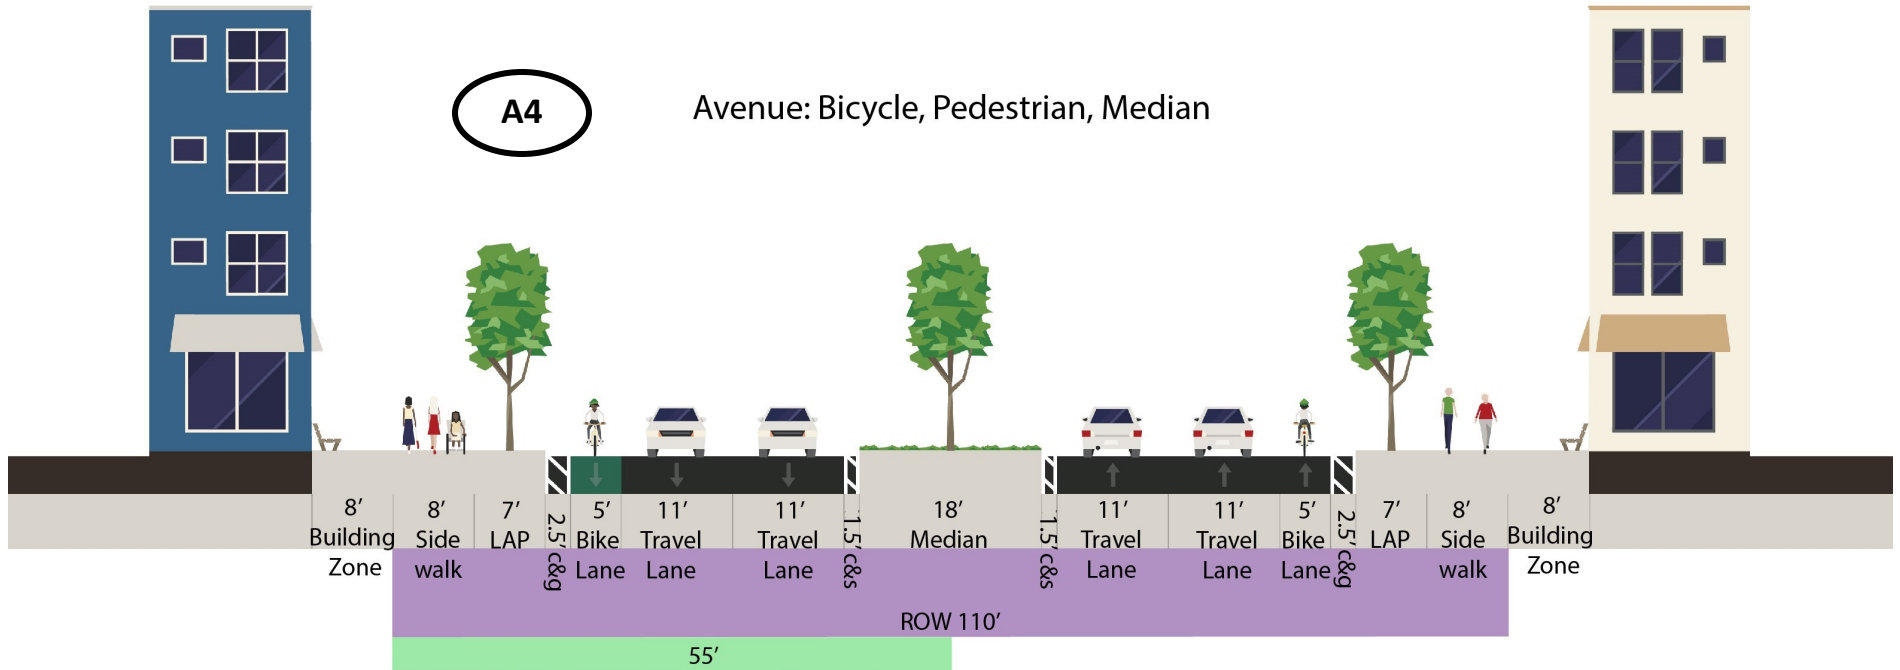 A4
Avenue: Bicycle, Pedestrian, Median
8’
Building
Zone
8’
Side
walk
7’
LAP
2.5’ c&g
5’
Bike
Lane
11’
Travel
Lane
11’
Travel
Lane
1.5’ c&s
18’
Median
1.5’ c&s
11’
Travel
Lane
11’
Travel
Lane
5’
Bike
Lane
2.5’ c&g
7’
LAP
8’
Side
walk
8’
Building
Zone
ROW 110’
55’